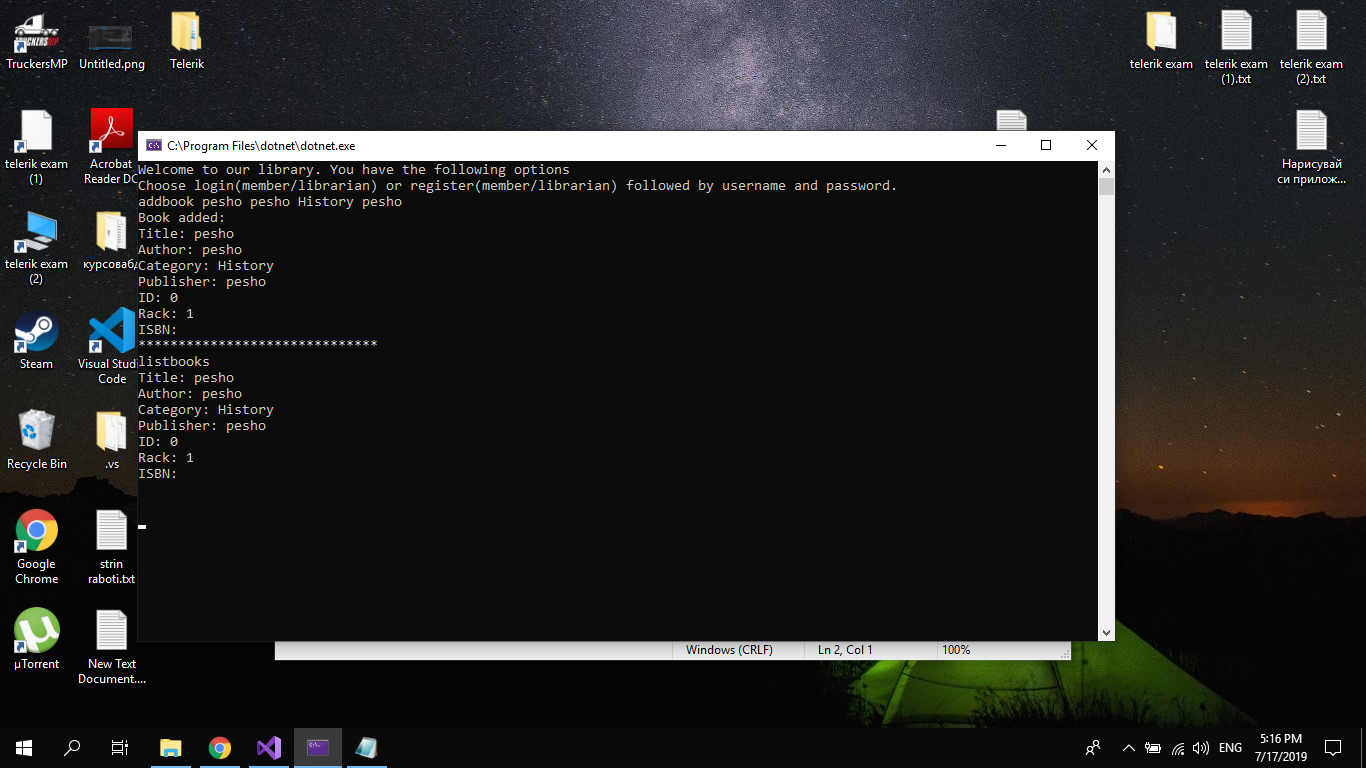 TruckersMP
Untitled.png
Telerik
telerik exam
telerik exam
(1).txt
telerik exam
(2).txt
telerik exam
(1)
Acrobat
Reader DC
Нарисувай
си прилож...
telerik exam
(2)
курсоваб
Steam
Visual Studi
Code
Recycle Bin
.vs
Google
Chrome
strin
raboti.txt
µTorrent
New Text
Document....
C:\Program Files\dotnet\dotnet.exe
Welcome to our library. You have the following options
Choose login(member/librarian) or register(member/librarian) followed by username and password.
addbook pesho pesho History pesho
Book added:
Title: pesho
Author: pesho
Category: History
Publisher: pesho
ID: 0
Rack: 1
ISBN:
******************************
listbooks
Title: pesho
Author: pesho
Category: History
Publisher: pesho
ID: 0
Rack: 1
ISBN:
Windows (CRLF)
Ln 2, Col 1
100%
ENG
5:16 PM
7/17/2019